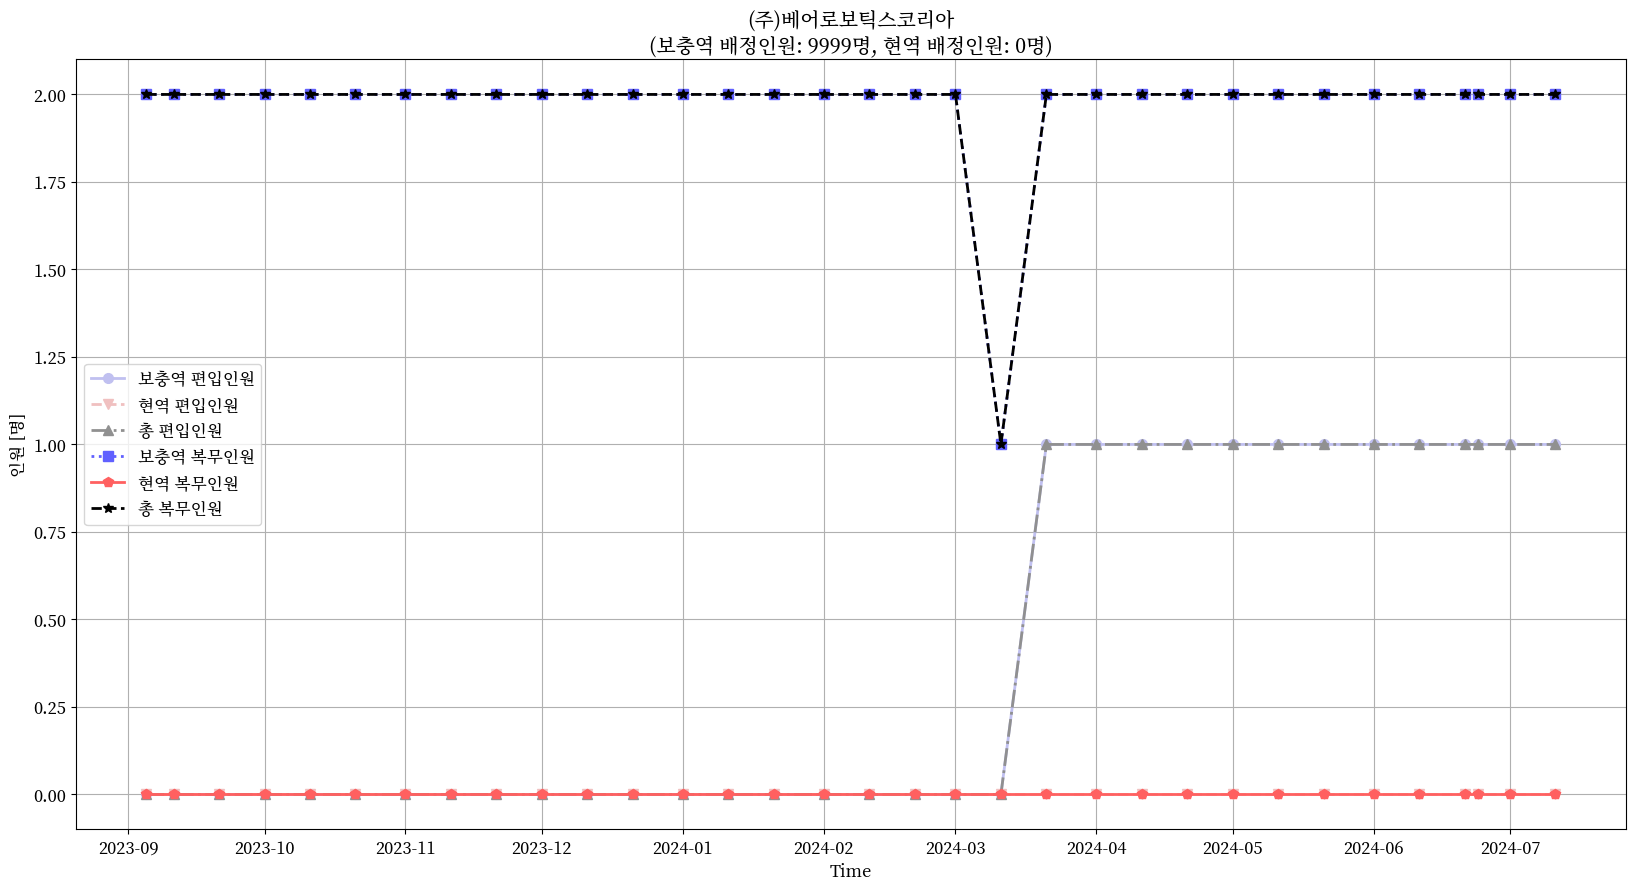 (주)베어로보틱스코리아
(보충역 배정인원: 9999명, 현역 배정인원: 0명)
인원 [명]
2.00
1.75
1.50
1.25
1.00
0.75
0.50
0.25
0.00
보충역 편입인원
현역 편입인원
총 편입인원
보충역 복무인원
현역 복무인원
총 복무인원
2023-09
2023-10
2023-11
2023-12
2024-01
2024-02
2024-03
2024-04
2024-05
2024-06
2024-07
Time